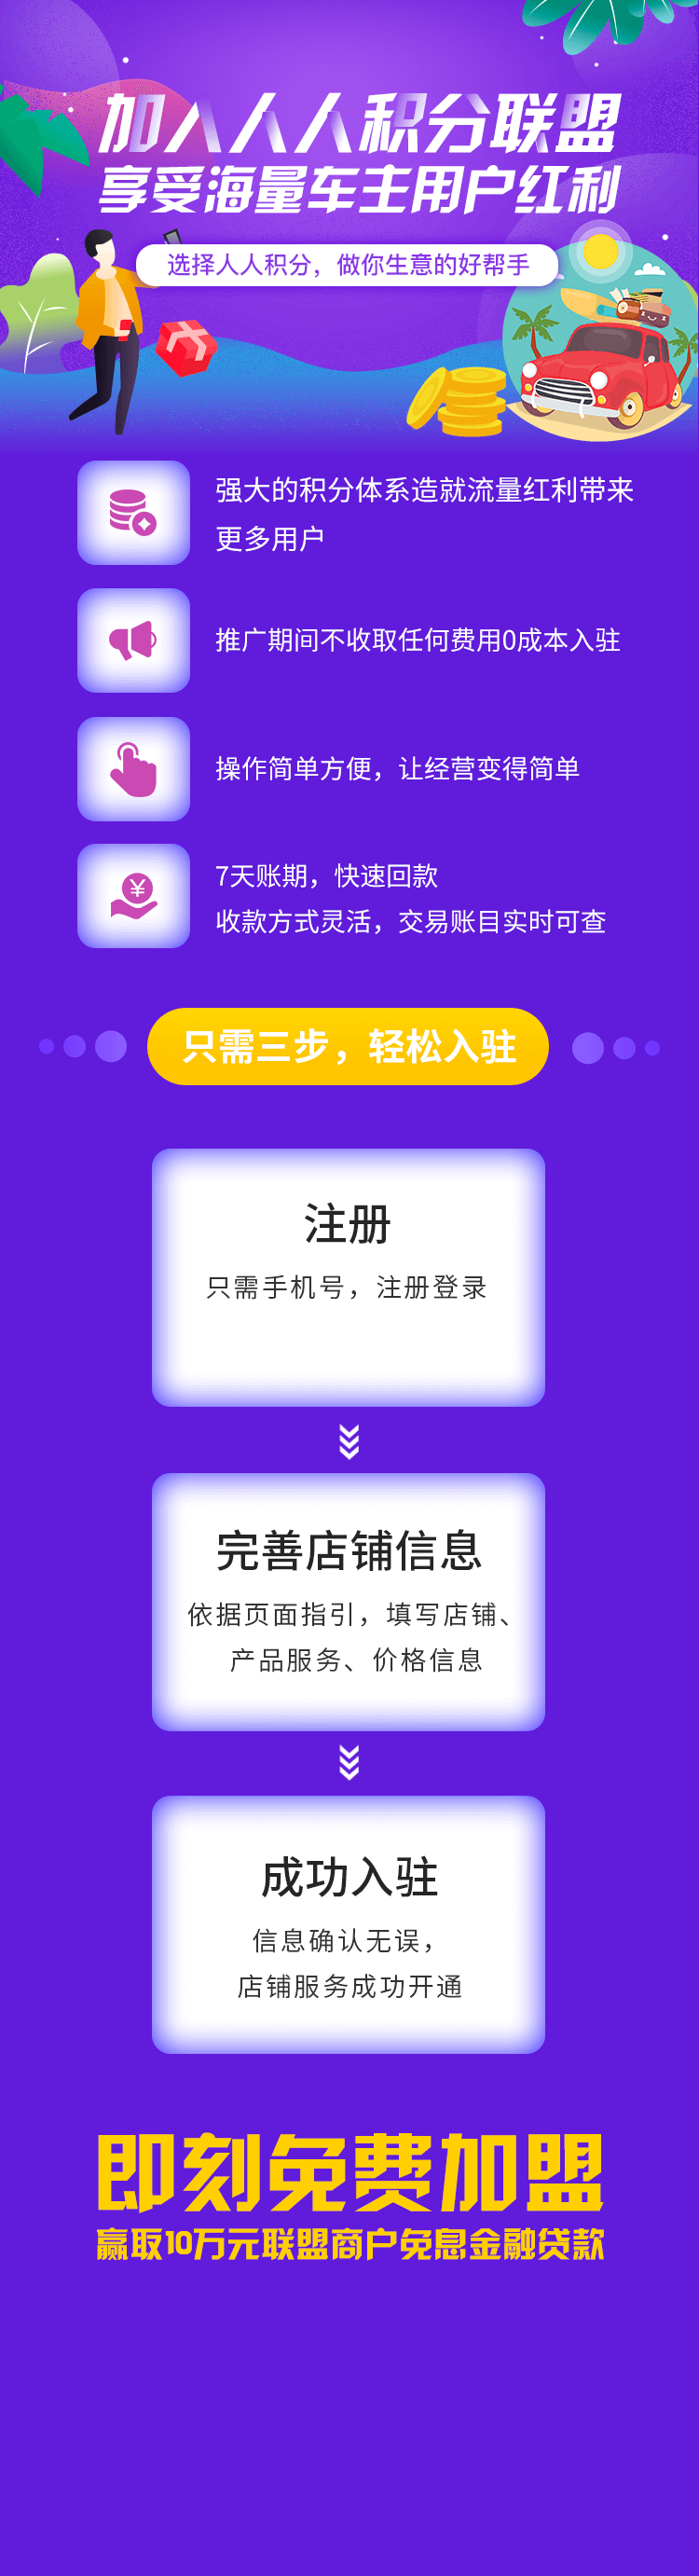 加入人人积分联盟
享受海量车主用户红利
选择人人积分，做你生意的好帮手
强大的积分体系造就流量红利带来
更多用户
推广期间不收取任何费用0成本入驻
操作简单方便，让经营变得简单
7天账期，快速回款
收款方式灵活，交易账目实时可查
只需三步，轻松入驻
注册
只需手机号，注册登录
完善店铺信息
依据页面指引，填写店铺、
产品服务、价格信息
成功入驻
信息确认无误，
店铺服务成功开通
即刻免费加盟
赢取10万元联盟商户免息金融贷款